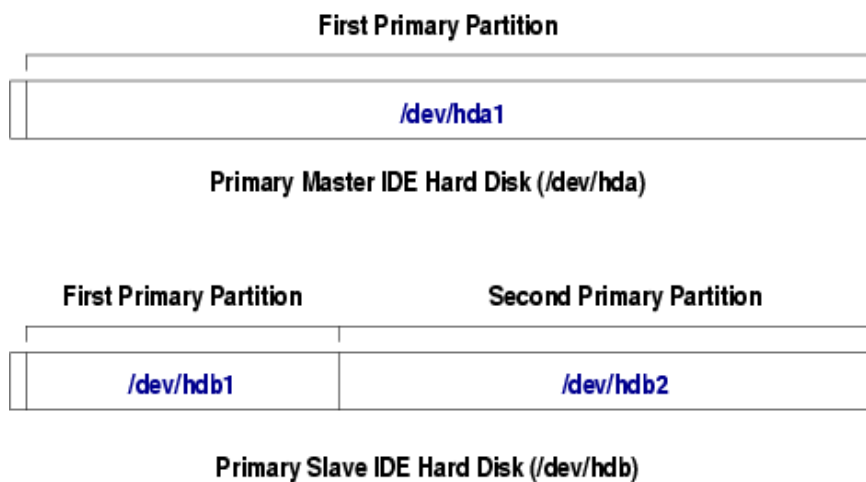 First Primary Partition
/dev/hda1
Primary Master IDE Hard Disk (/dev/hda)
First Primary Partition Second Primary Partition
/dev/hdb1 /dev/hdb2
Primary Slave IDE Hard Disk (/dev/hdb)